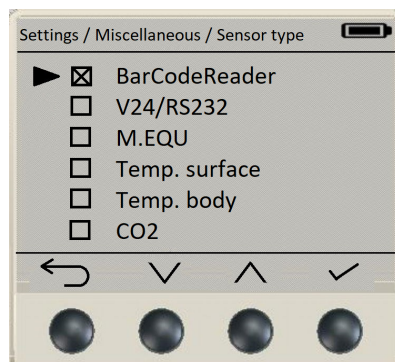 Settings / Miscellaneous / Sensor type
BarCodeReader
V24/RS232
M.EQU
Temp. surface
Temp. body
CO2